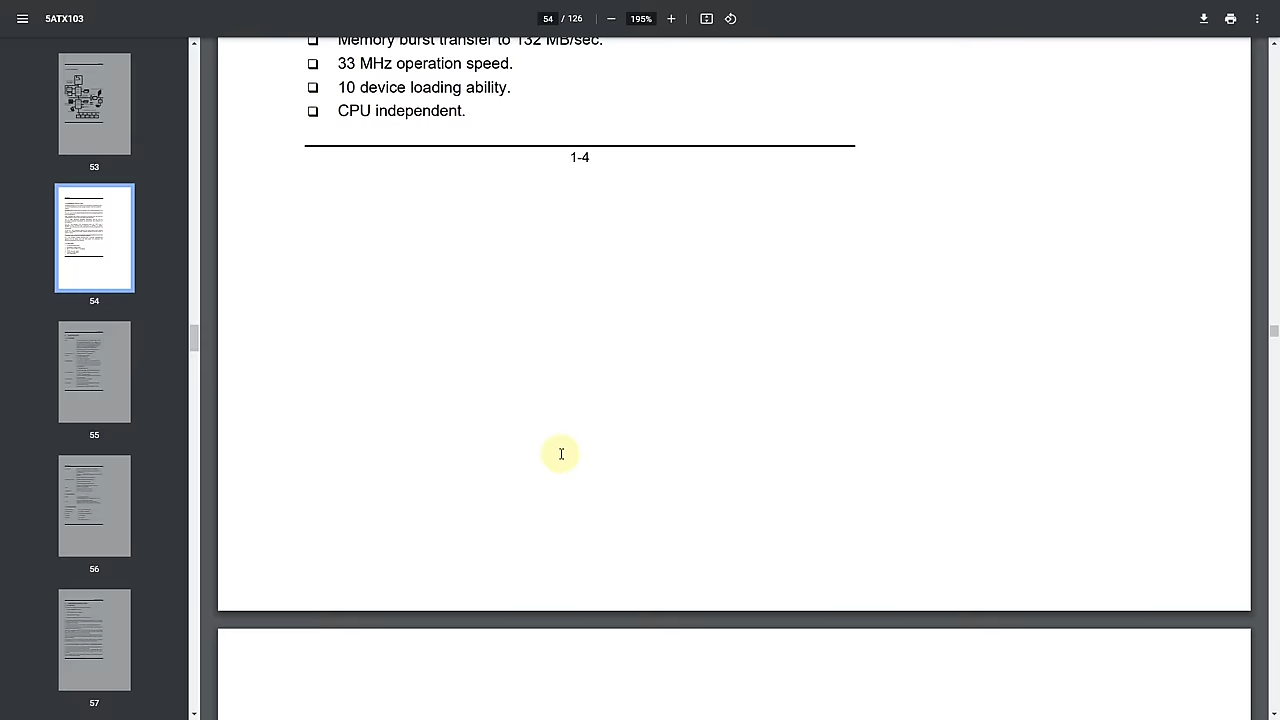 5ATX103
54 / 126
195%
Memory burst transfer to 132 MB/sec.
33 MHz operation speed.
10 device loading ability.
CPU independent.
1-4
53
54
55
56
57